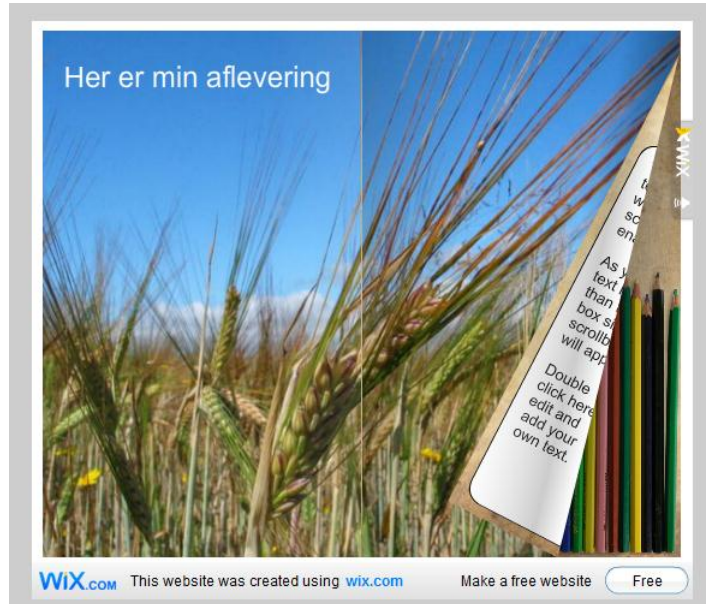 Her er min aflevering
WiX
As
text
than
box
will app
Double
click here
edit and
add your
own text.
WiX.COM This website was created using wix.com Make a free website Free